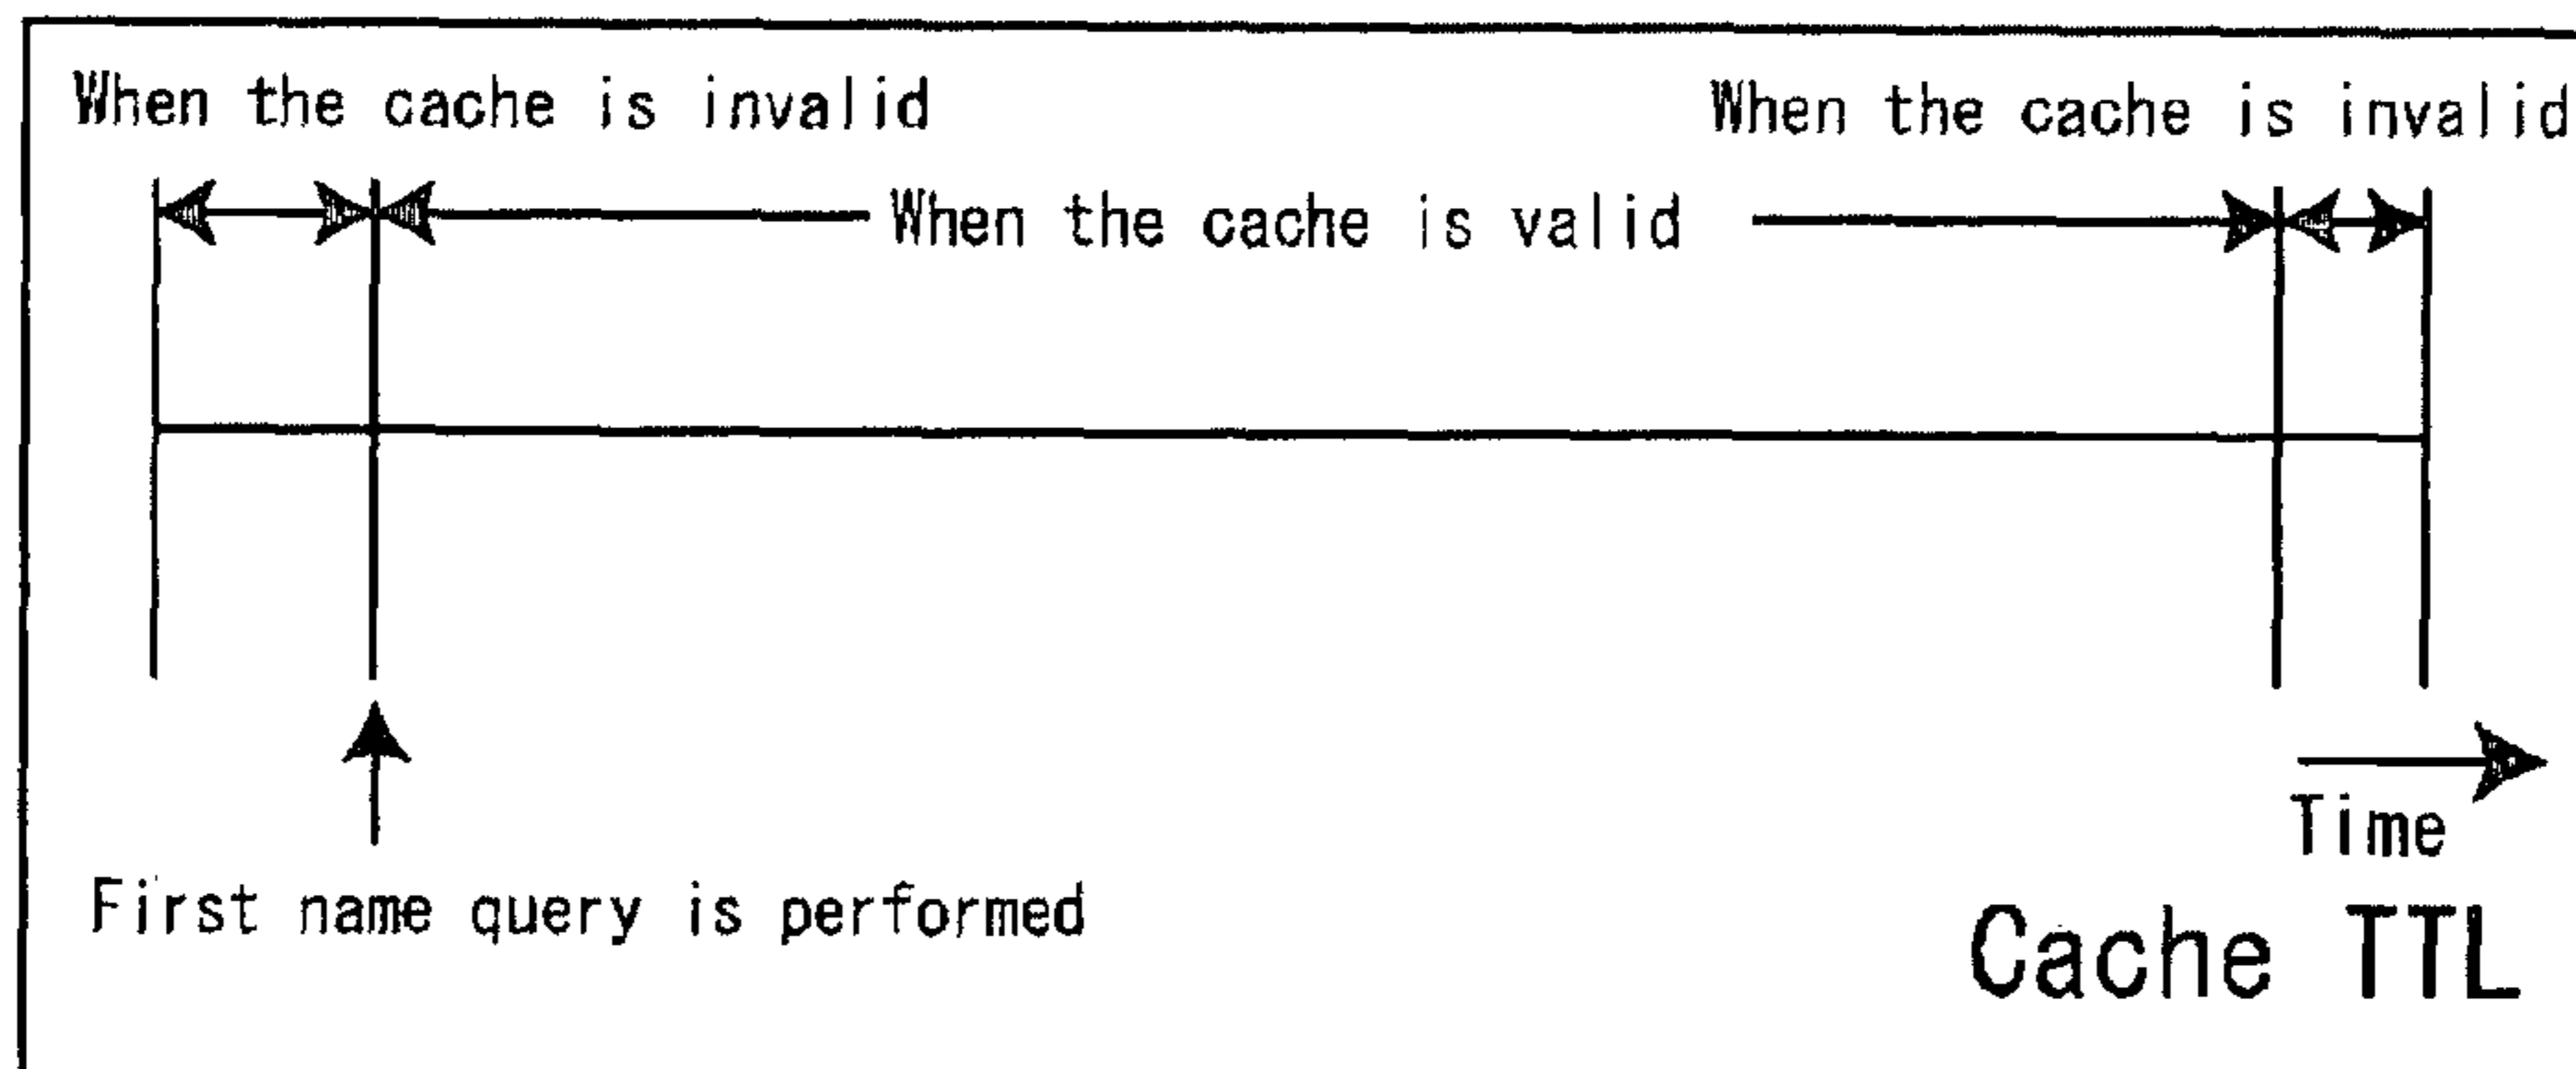 When the cache is invalid
When the cache is invalid
When the cache is valid
Time
First name query is performed
Cache TTL